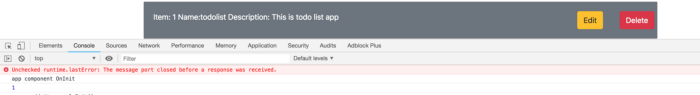 Item: 1 Name:todolist Description: This is todo list app
Edit
Delete
Elements Console Sources Network Performance Memory Application Security Audits Adblock Plus
top Filter Default levels
Unchecked runtime.lastError: The message port closed before a response was received.
app component OnInit
1